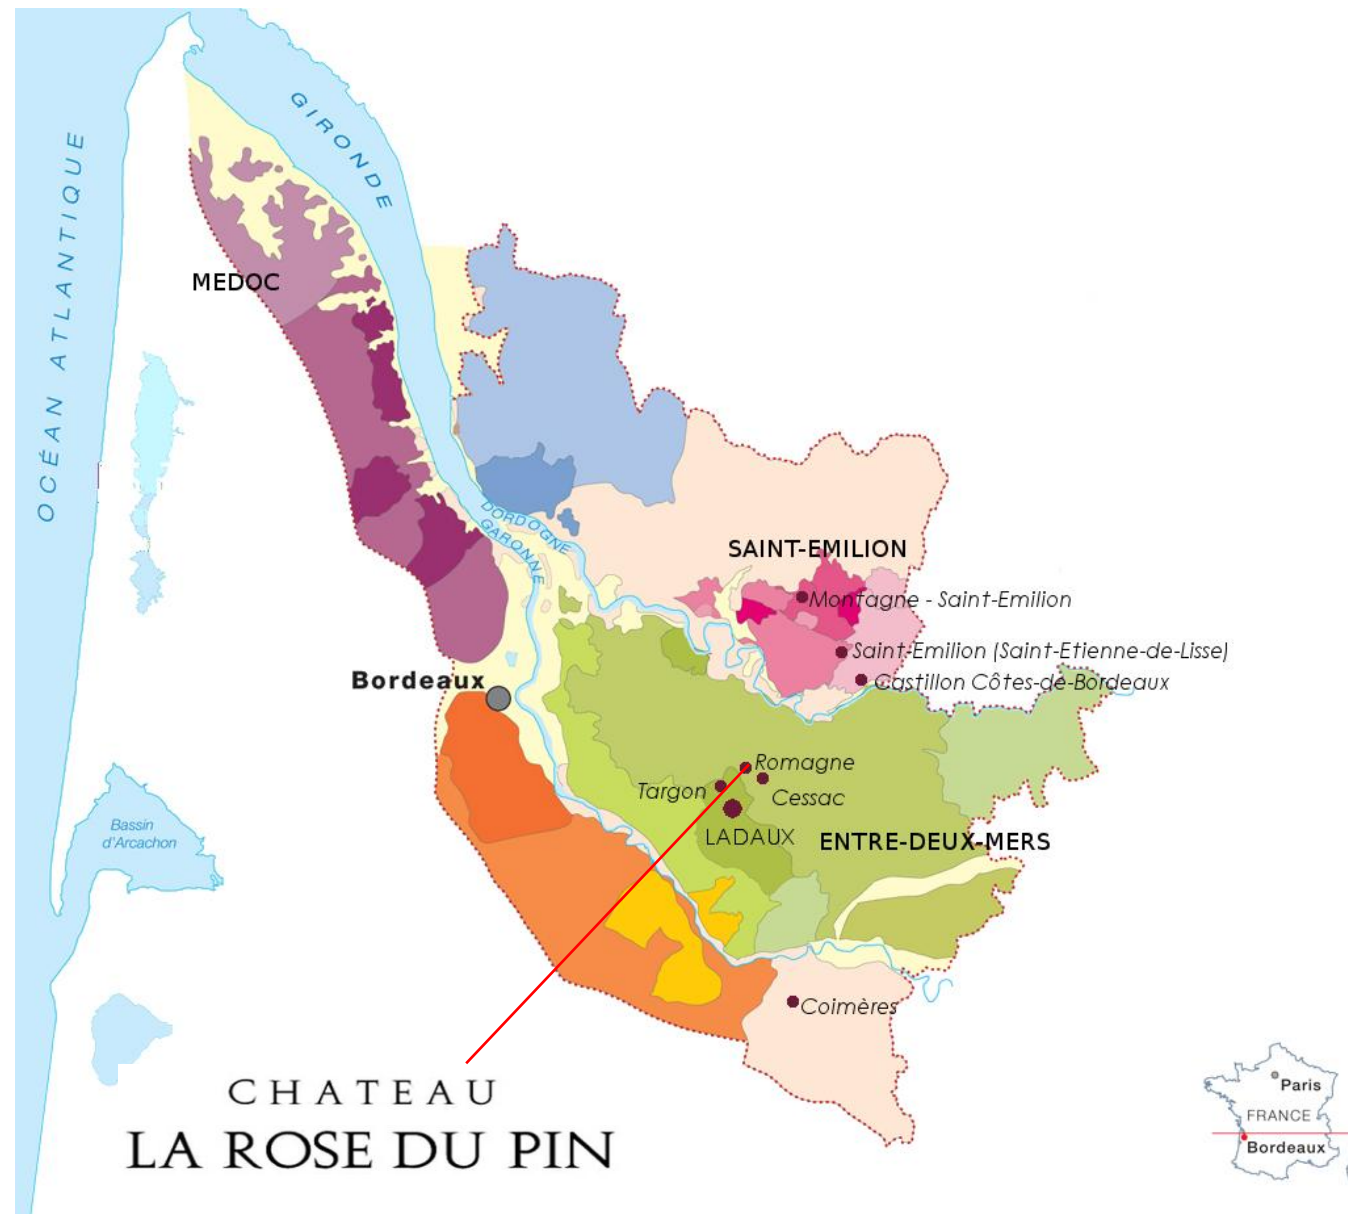 GIRONDE
OCÉAN ATLANTIQUE
MEDOC
DORDOGNE
GARONNE
SAINT-EMILION
Montagne - Saint-Emilion
Saint-Emilion (Saint-Etienne-de-Lisse)
Castillon Côtes-de-Bordeaux
Bordeaux
Romagne
Targon
Cessac
LADAUX
ENTRE-DEUX-MERS
Bassin
d'Arcachon
Coimères
CHATEAU
LA ROSE DU PIN
Paris
FRANCE
Bordeaux